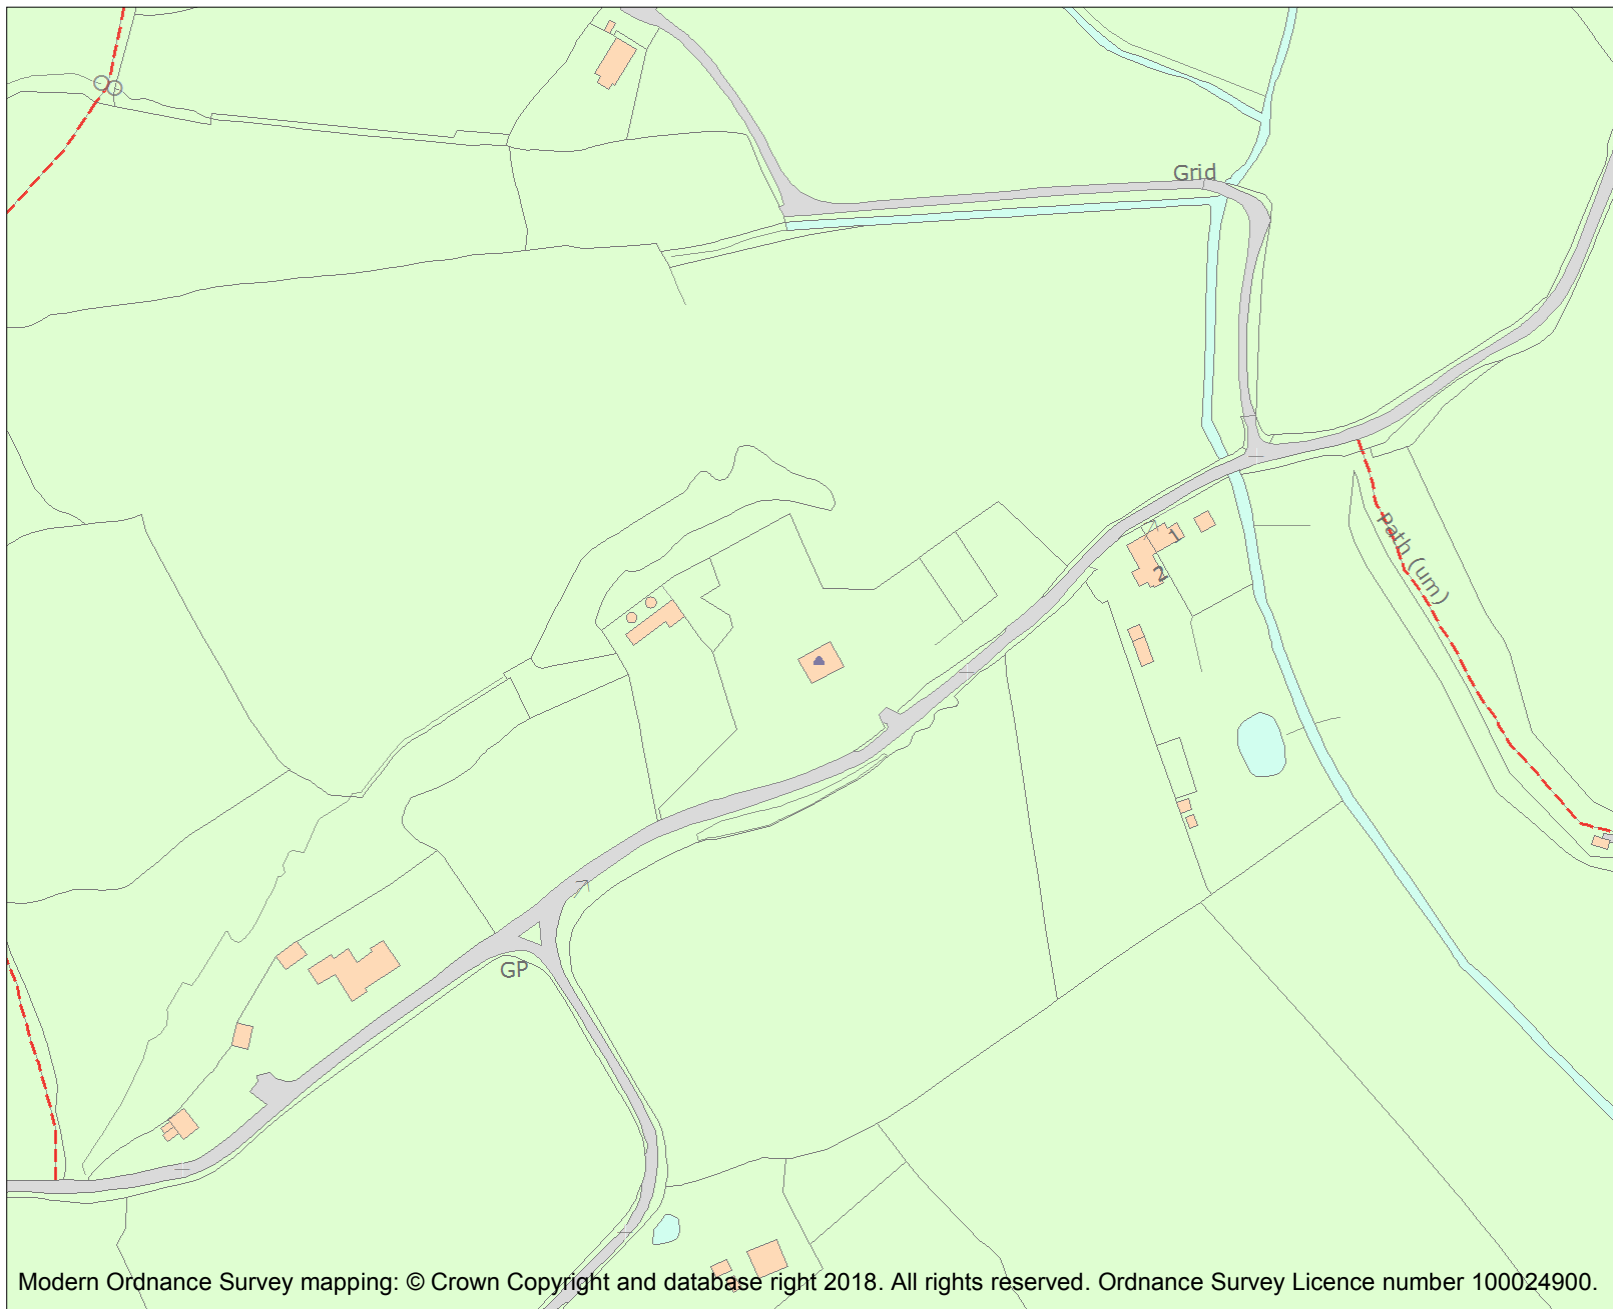 Grid
1
2
Path (um)
GP
Modern Ordnance Survey mapping: © Crown Copyright and database right 2018. All rights reserved. Ordnance Survey Licence number 100024900.